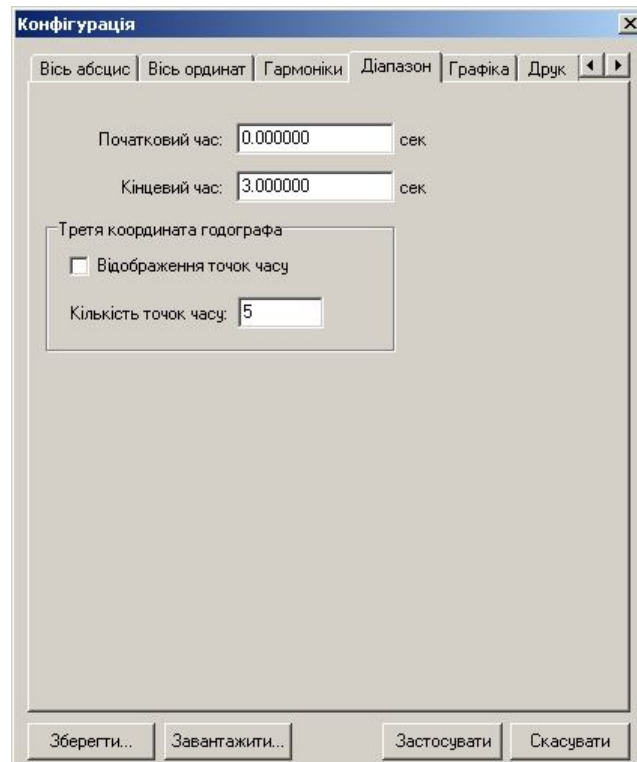 Конфігурація
Вісь абсцис Вісь ординат Гармоніки Діапазон Графіка Друк
Початковий час: 0.000000 сек
Кінцевий час: 3.000000 сек
Третя координата годографа
Відображення точок часу
Кількість точок часу: 5
Зберегти... Завантажити... Застосувати Скасувати